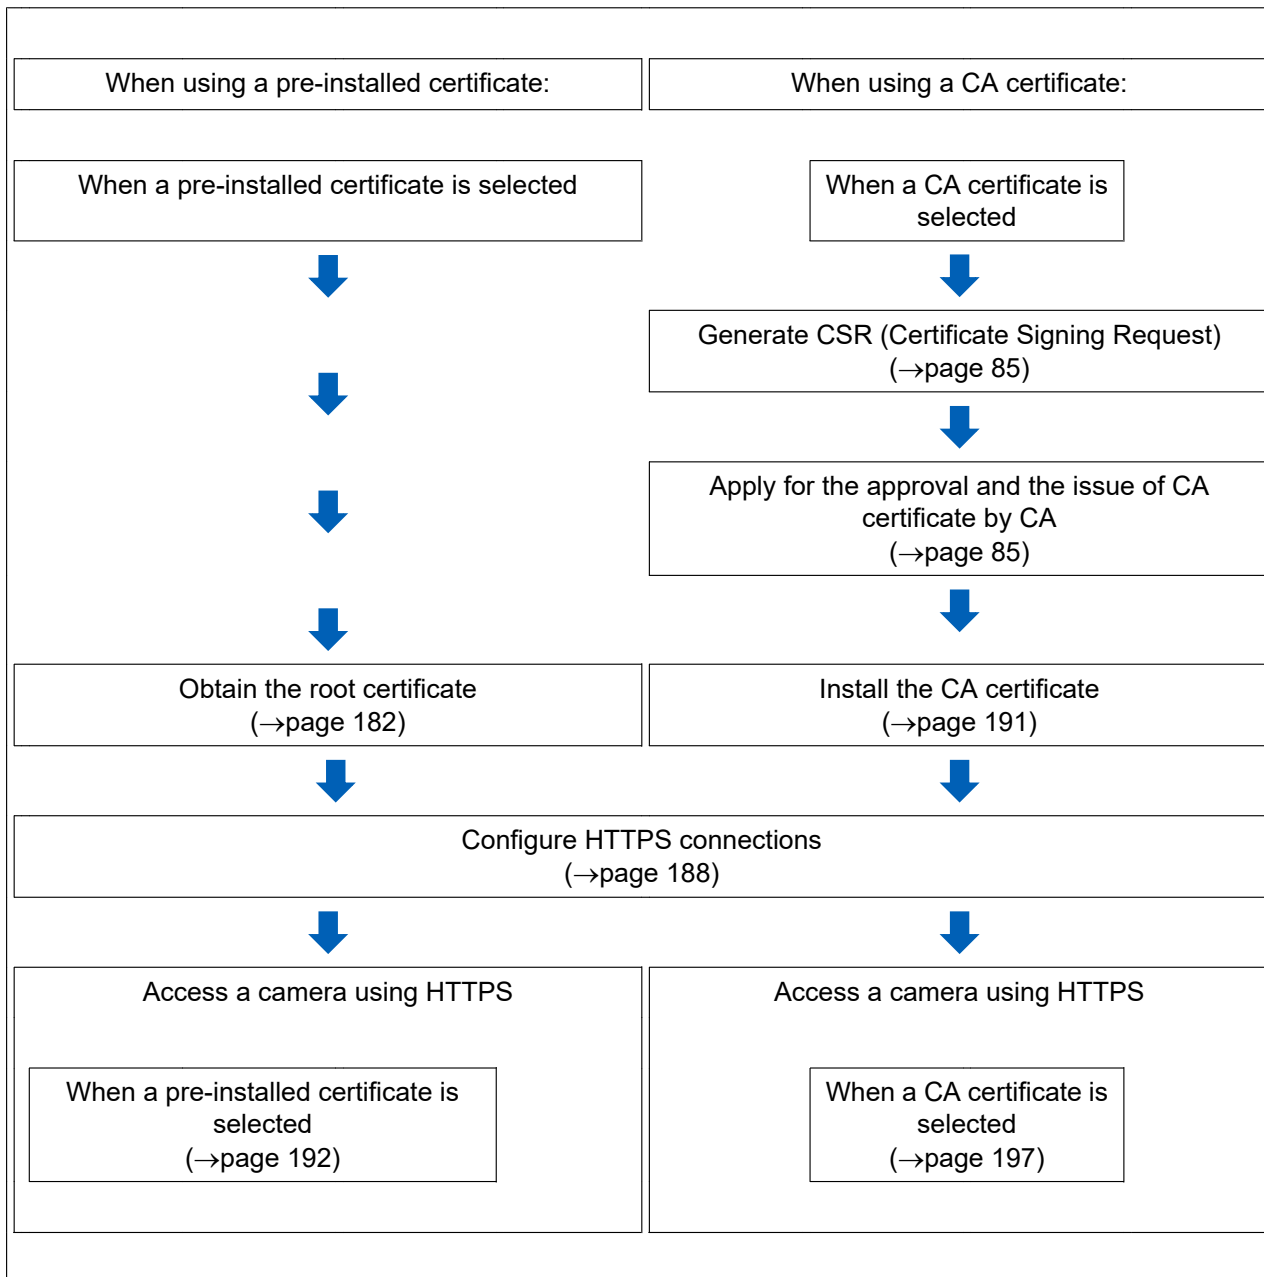 When using a pre-installed certificate:
When using a CA certificate:
When a pre-installed certificate is selected
When a CA certificate is
selected
Generate CSR (Certificate Signing Request)
(→page 85)
Apply for the approval and the issue of CA
certificate by CA
(→page 85)
Obtain the root certificate
(→page 182)
Install the CA certificate
(→page 191)
Configure HTTPS connections
(→page 188)
Access a camera using HTTPS
When a pre-installed certificate is
selected
(→page 192)
Access a camera using HTTPS
When a CA certificate is
selected
(→page 197)